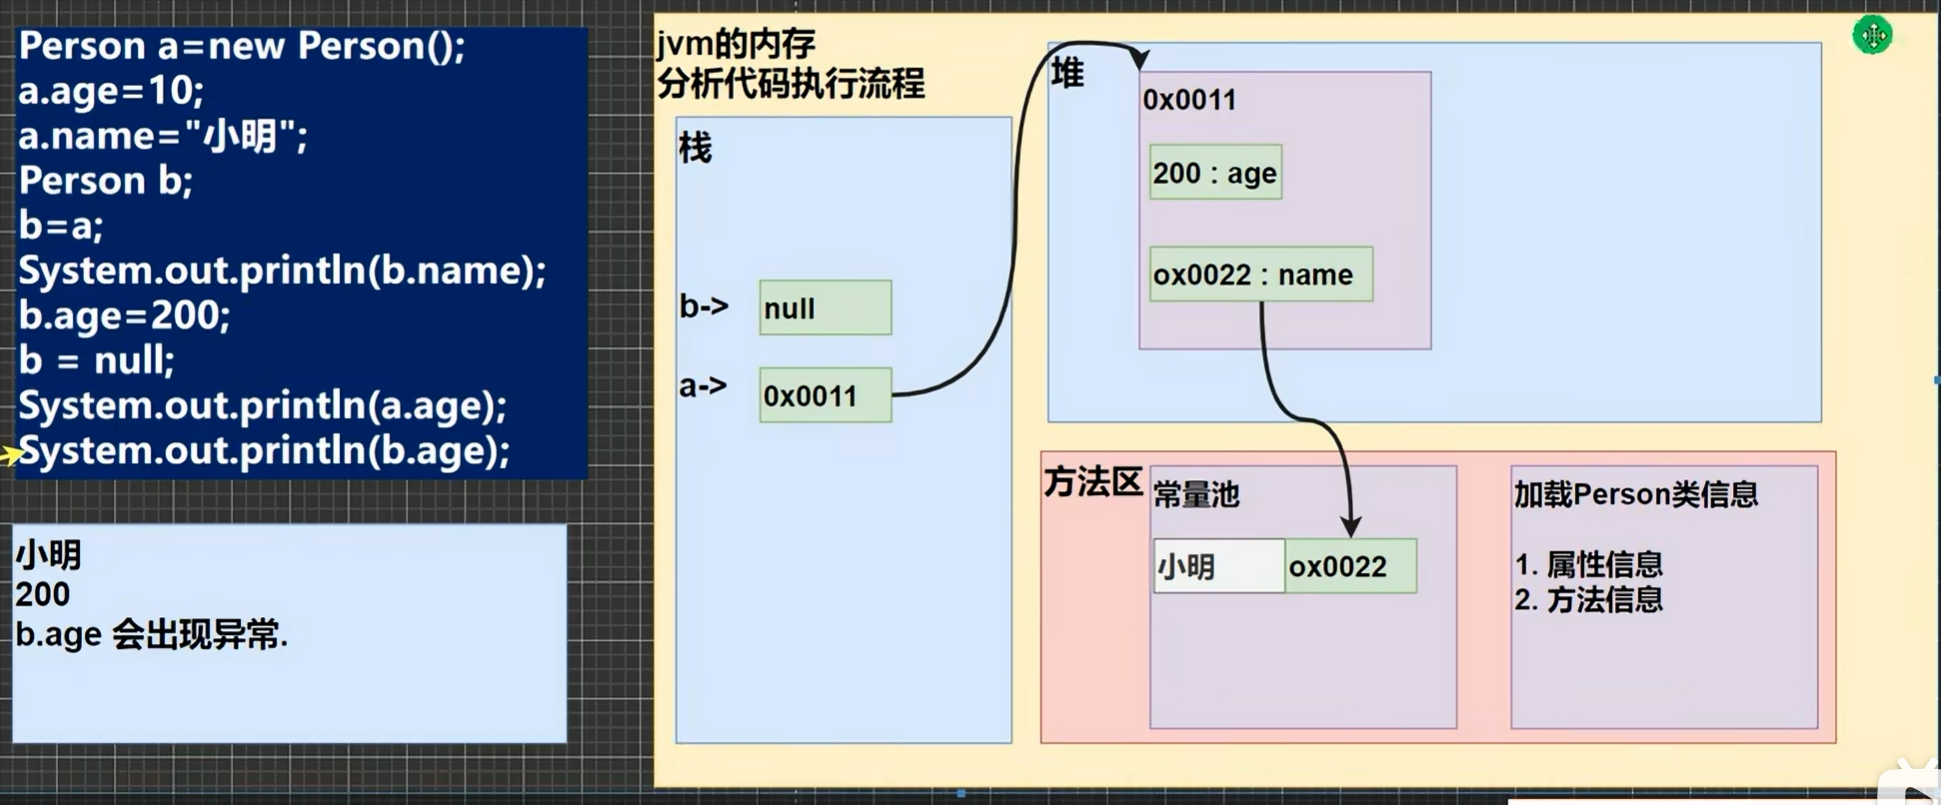 Person a=new Person();
a.age=10;
a.name="小明";
Person b;
b=a;
System.out.println(b.name);
b.age=200;
b = null;
System.out.println(a.age);
System.out.println(b.age);
小明
200
b.age 会出现异常.
jvm的内存
分析代码执行流程
栈
b->
null
a->
0x0011
堆
0x0011
200 : age
ox0022 : name
方法区
常量池
小明
ox0022
加载Person类信息
1. 属性信息
2. 方法信息